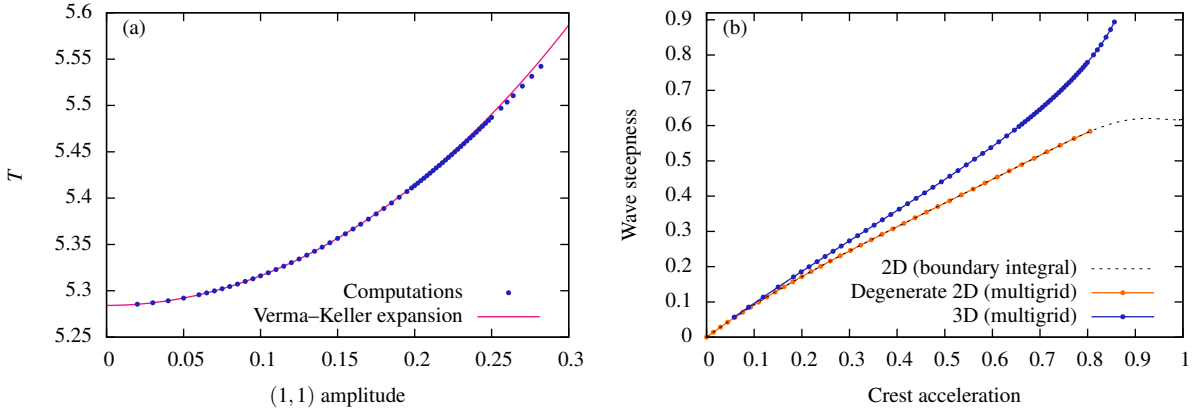 (a)
5.6
5.55
5.5
5.45
5.4
5.35
5.3
5.25
T
Computations
Verma–Keller expansion
0 0.05 0.1 0.15 0.2 0.25 0.3
(1, 1) amplitude
(b)
0.9
0.8
0.7
0.6
0.5
0.4
0.3
0.2
0.1
0
Wave steepness
2D (boundary integral)
Degenerate 2D (multigrid)
3D (multigrid)
0 0.1 0.2 0.3 0.4 0.5 0.6 0.7 0.8 0.9 1
Crest acceleration